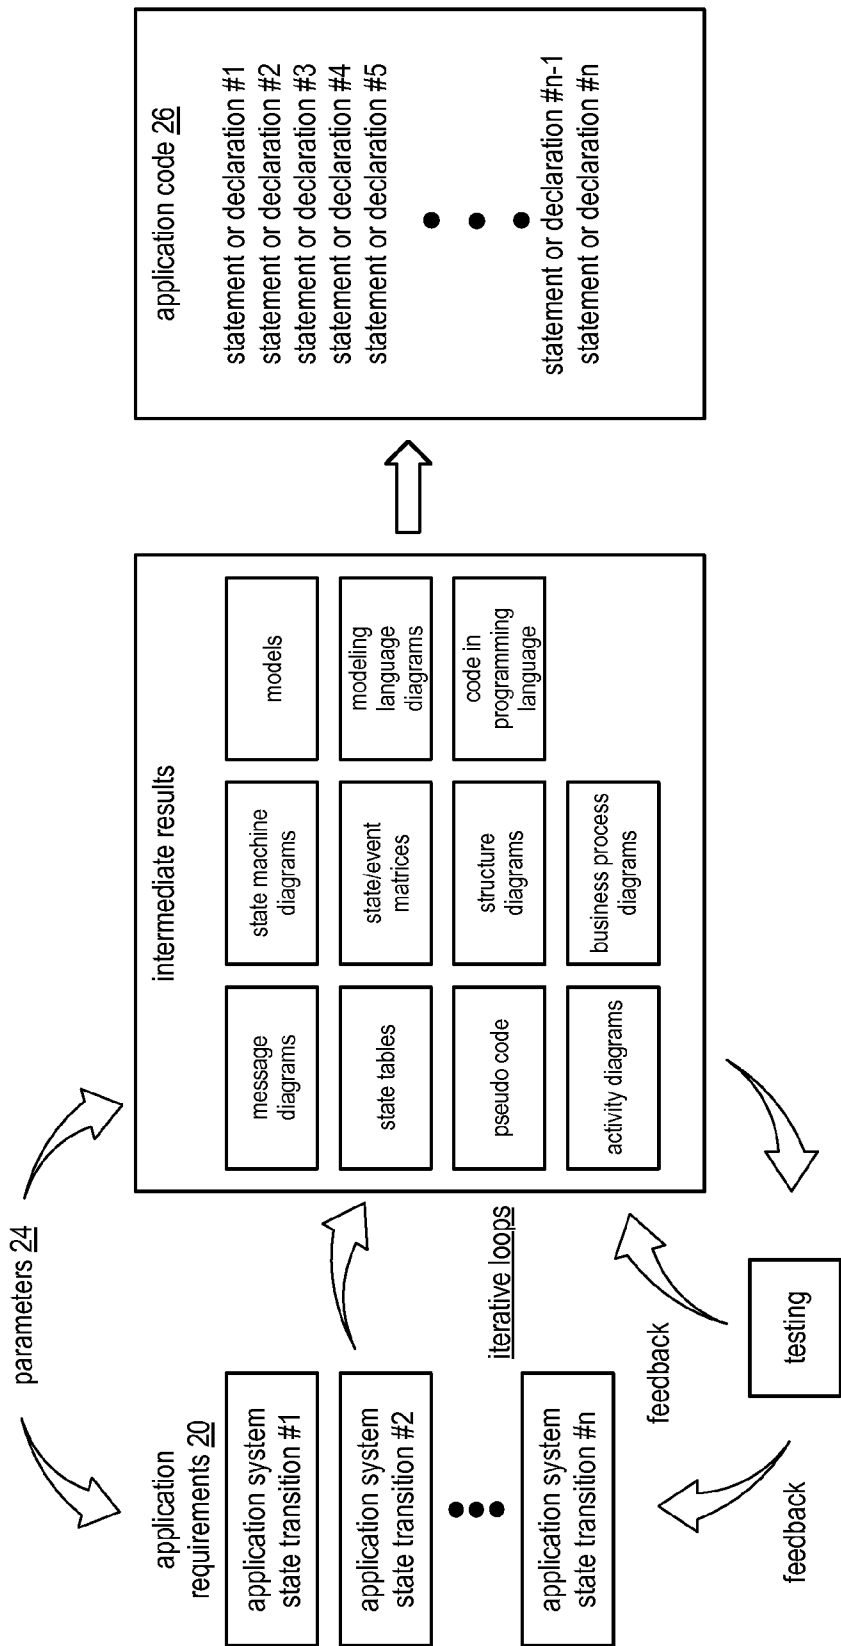 parameters 24
application
requirements 20
application system
state transition #1
application system
state transition #2
application system
state transition #n
iterative loops
feedback
feedback
testing
intermediate results
message
diagrams
state machine
diagrams
models
state tables
state/event
matrices
modeling
language
diagrams
pseudo code
structure
diagrams
code in
programming
language
activity diagrams
business process
diagrams
application code 26
statement or declaration #1
statement or declaration #2
statement or declaration #3
statement or declaration #4
statement or declaration #5
statement or declaration #n-1
statement or declaration #n